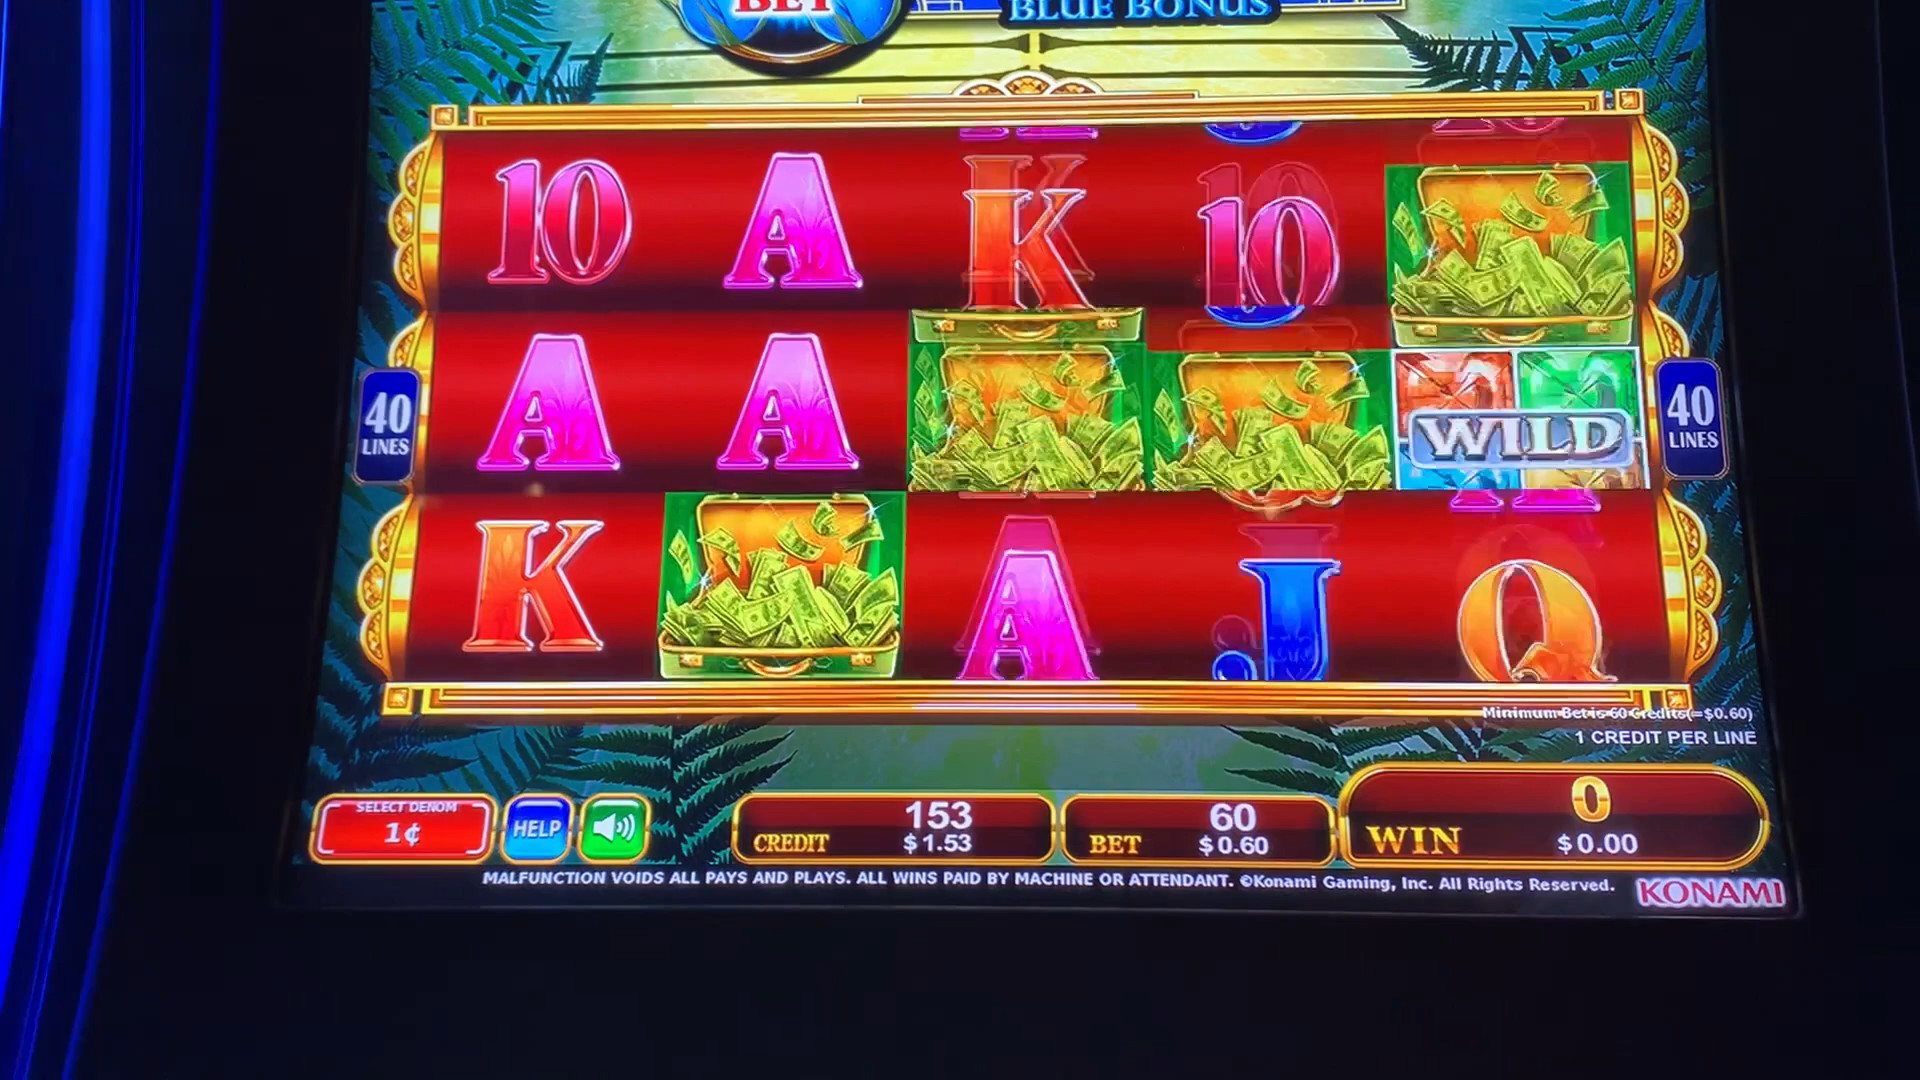 BET
BLUE BONUS
10 A K 10
40 LINES
A A WILD
40 LINES
K A J Q
Minimum Bet is 60 Credits(=$0.60)
1 CREDIT PER LINE
SELECT DENOM
1¢
HELP
CREDIT
153
$1.53
BET
60
$0.60
WIN
0
$0.00
MALFUNCTION VOIDS ALL PAYS AND PLAYS. ALL WINS PAID BY MACHINE OR ATTENDANT. ©Konami Gaming, Inc. All Rights Reserved.
KONAMI